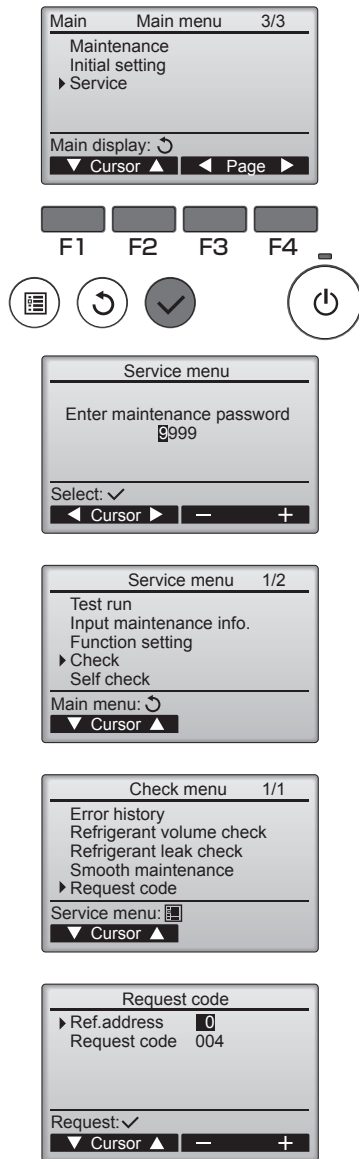 Main Main menu 3/3
Maintenance
Initial setting
Service
Main display:
Cursor Page
F1 F2 F3 F4
Service menu
Enter maintenance password
9999
Select:
Cursor − +
Service menu 1/2
Test run
Input maintenance info.
Function setting
Check
Self check
Main menu:
Cursor
Check menu 1/1
Error history
Refrigerant volume check
Refrigerant leak check
Smooth maintenance
Request code
Service menu:
Cursor
Request code
Ref.address 0
Request code 004
Request:
Cursor − +